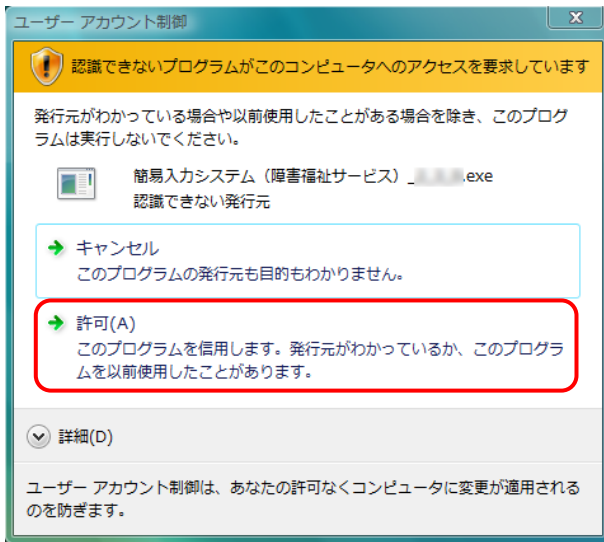 ユーザー アカウント制御
認識できないプログラムがこのコンピュータへのアクセスを要求しています
発行元がわかっている場合や以前使用したことがある場合を除き、このプログ
ラムは実行しないでください。
簡易入力システム（障害福祉サービス）_ .exe
認識できない発行元
キャンセル
このプログラムの発行元も目的もわかりません。
許可(A)
このプログラムを信用します。発行元がわかっているか、このプログラ
ムを以前使用したことがあります。
詳細(D)
ユーザー アカウント制御は、あなたの許可なくコンピュータに変更が適用される
のを防ぎます。